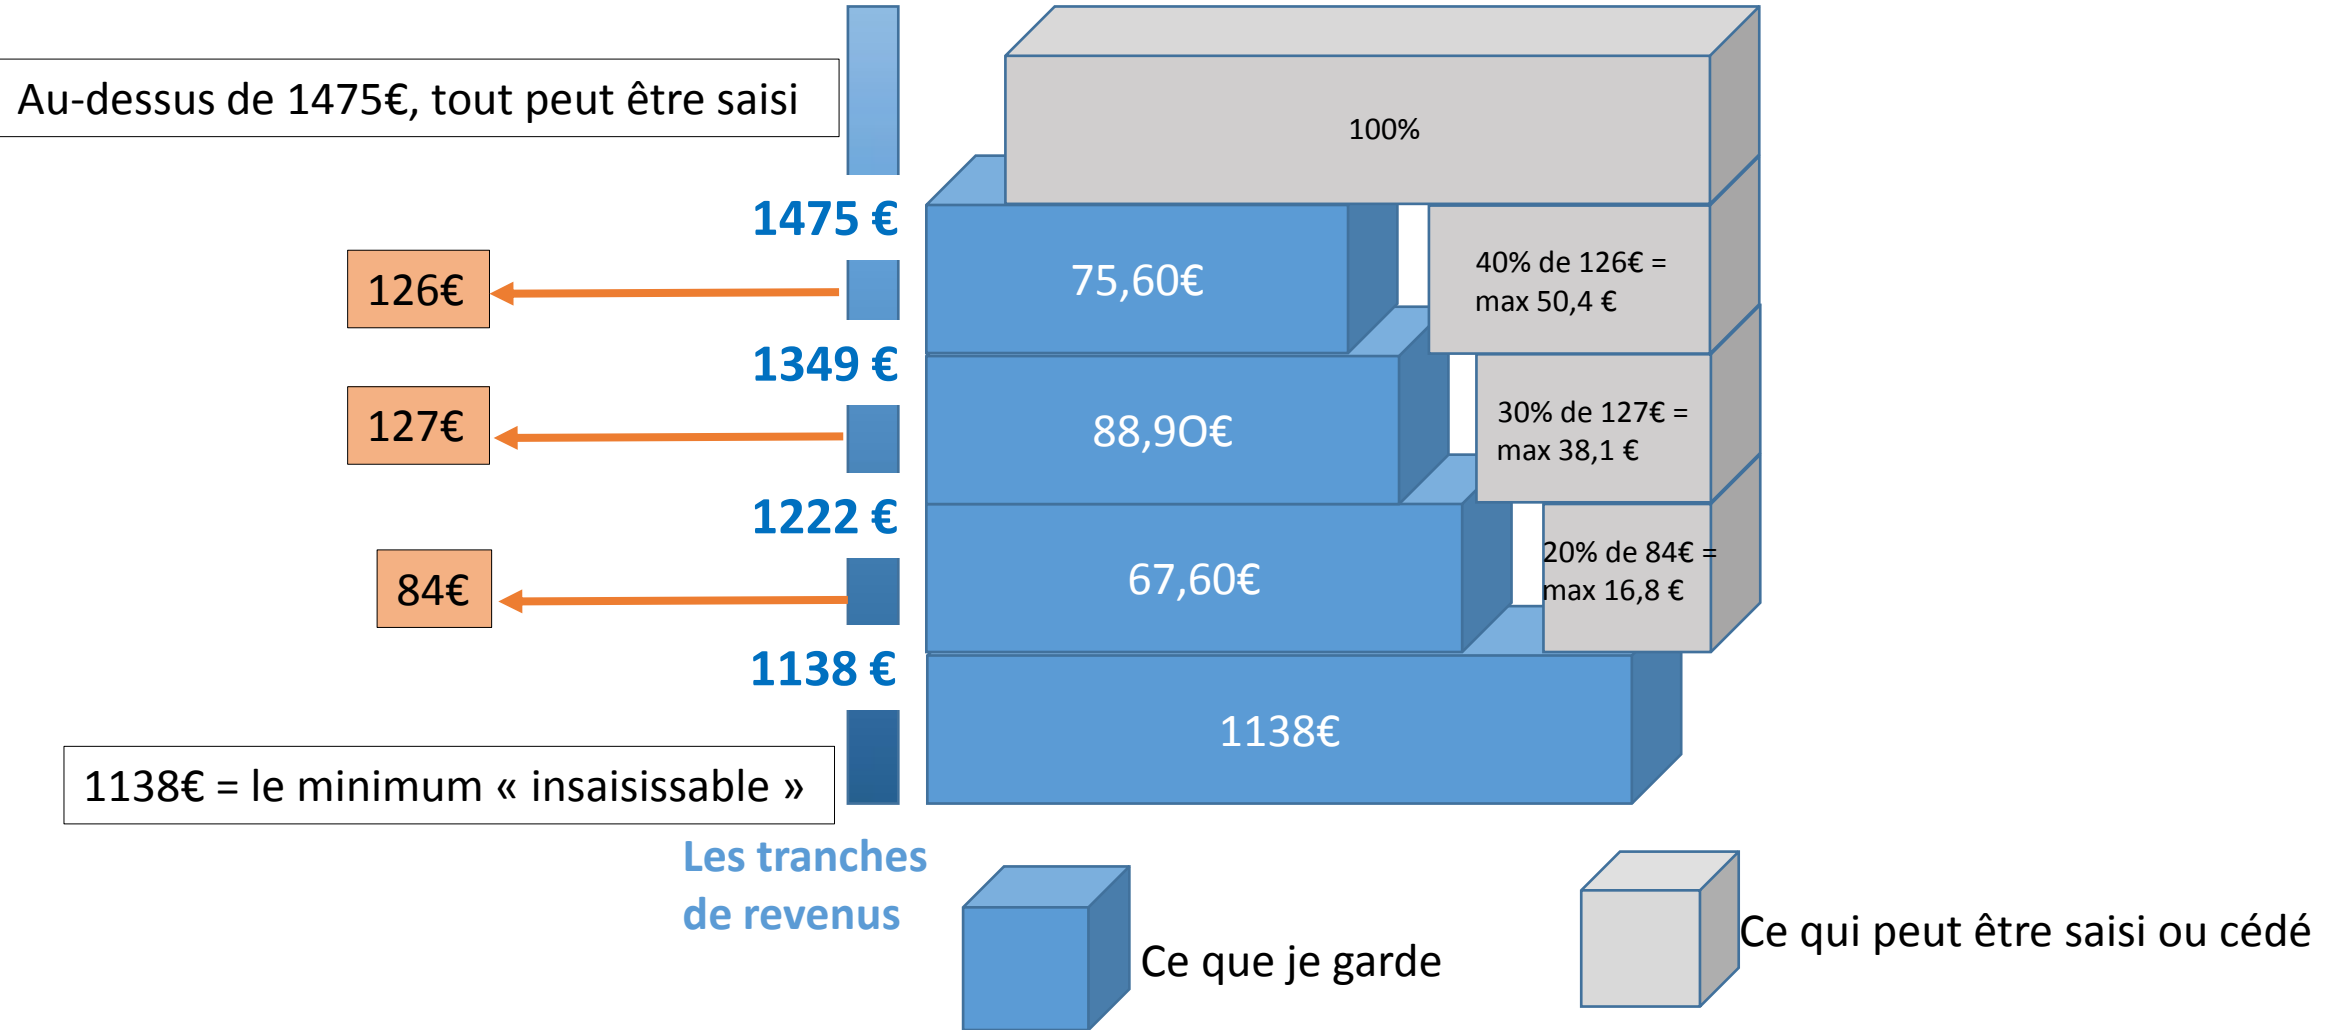 Au-dessus de 1475€, tout peut être saisi
100%
1475 €
126€
75,60€
40% de 126€ =
max 50,4 €
1349 €
127€
88,9O€
30% de 127€ =
max 38,1 €
1222 €
84€
67,60€
20% de 84€ =
max 16,8 €
1138 €
1138€
1138€ = le minimum « insaisissable »
Les tranches
de revenus
Ce que je garde
Ce qui peut être saisi ou cédé